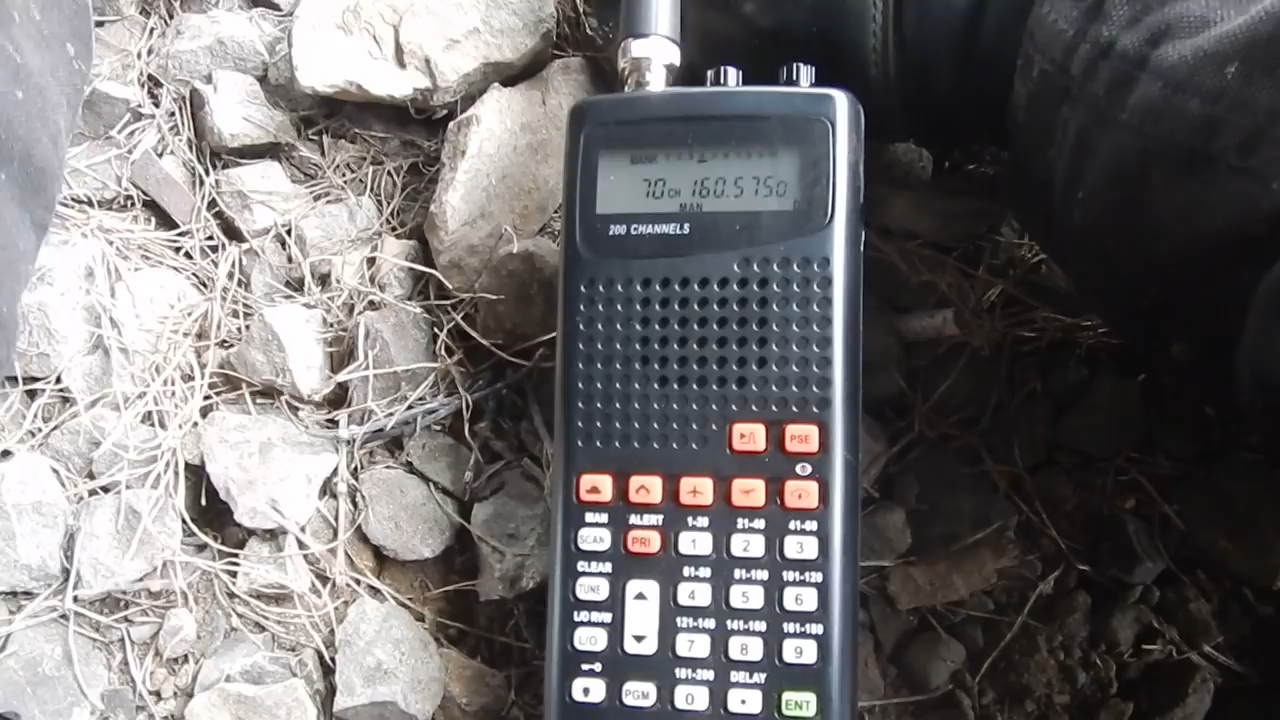 BANK
70 CH 160.5750
MAN
200 CHANNELS
PSE
MAN ALERT 1-20 21-40 41-60
SCAN PRI 1 2 3
CLEAR 61-80 81-100 101-120
TUNE 4 5 6
L/O RVW 121-140 141-160 161-180
L/O 7 8 9
181-200 DELAY
PGM 0 • ENT